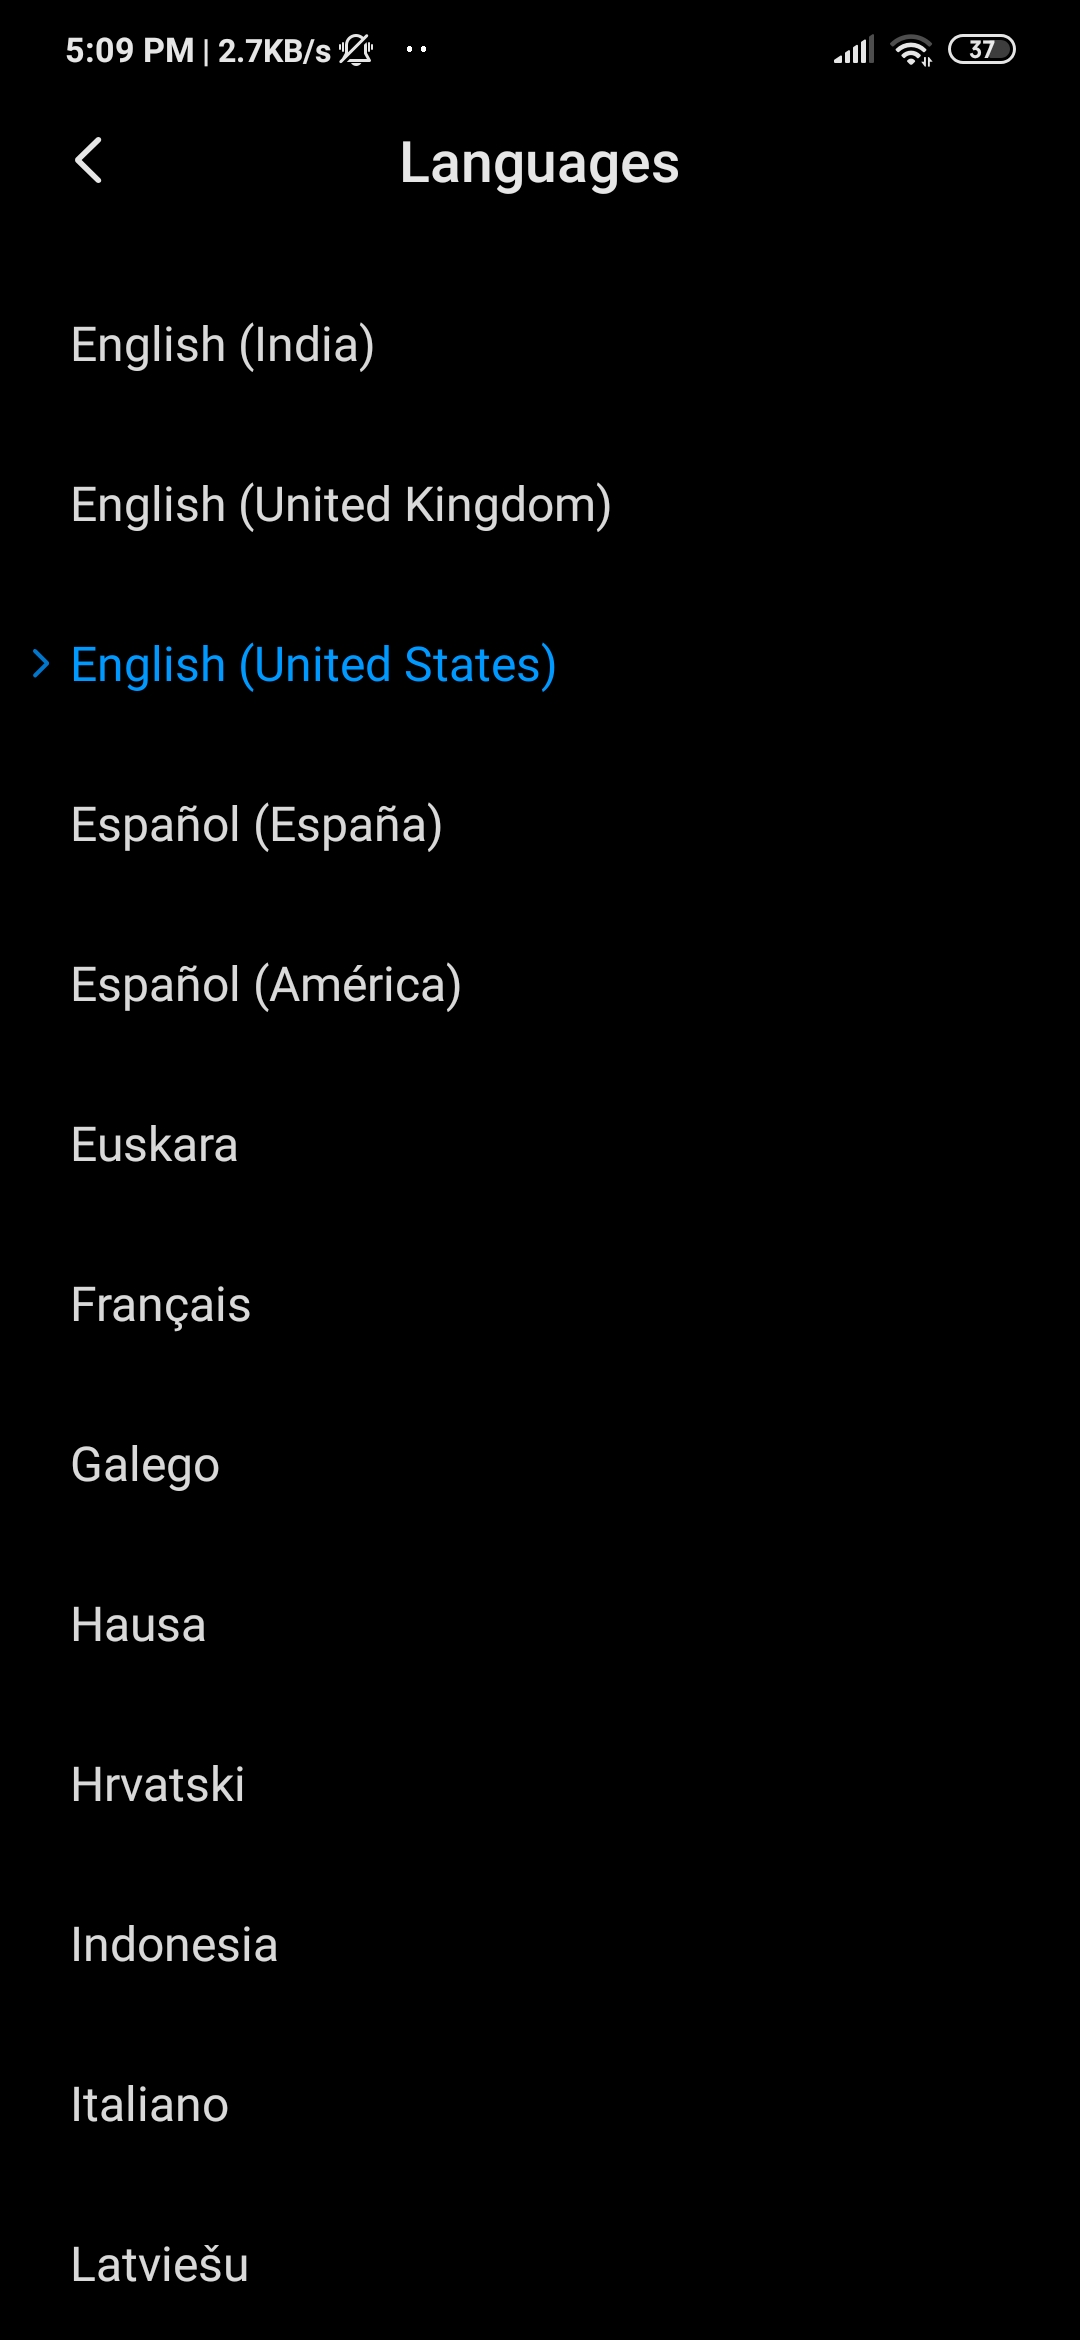 5:09 PM | 2.7KB/s 37
Languages
English (India)
English (United Kingdom)
English (United States)
Español (España)
Español (América)
Euskara
Français
Galego
Hausa
Hrvatski
Indonesia
Italiano
Latviešu